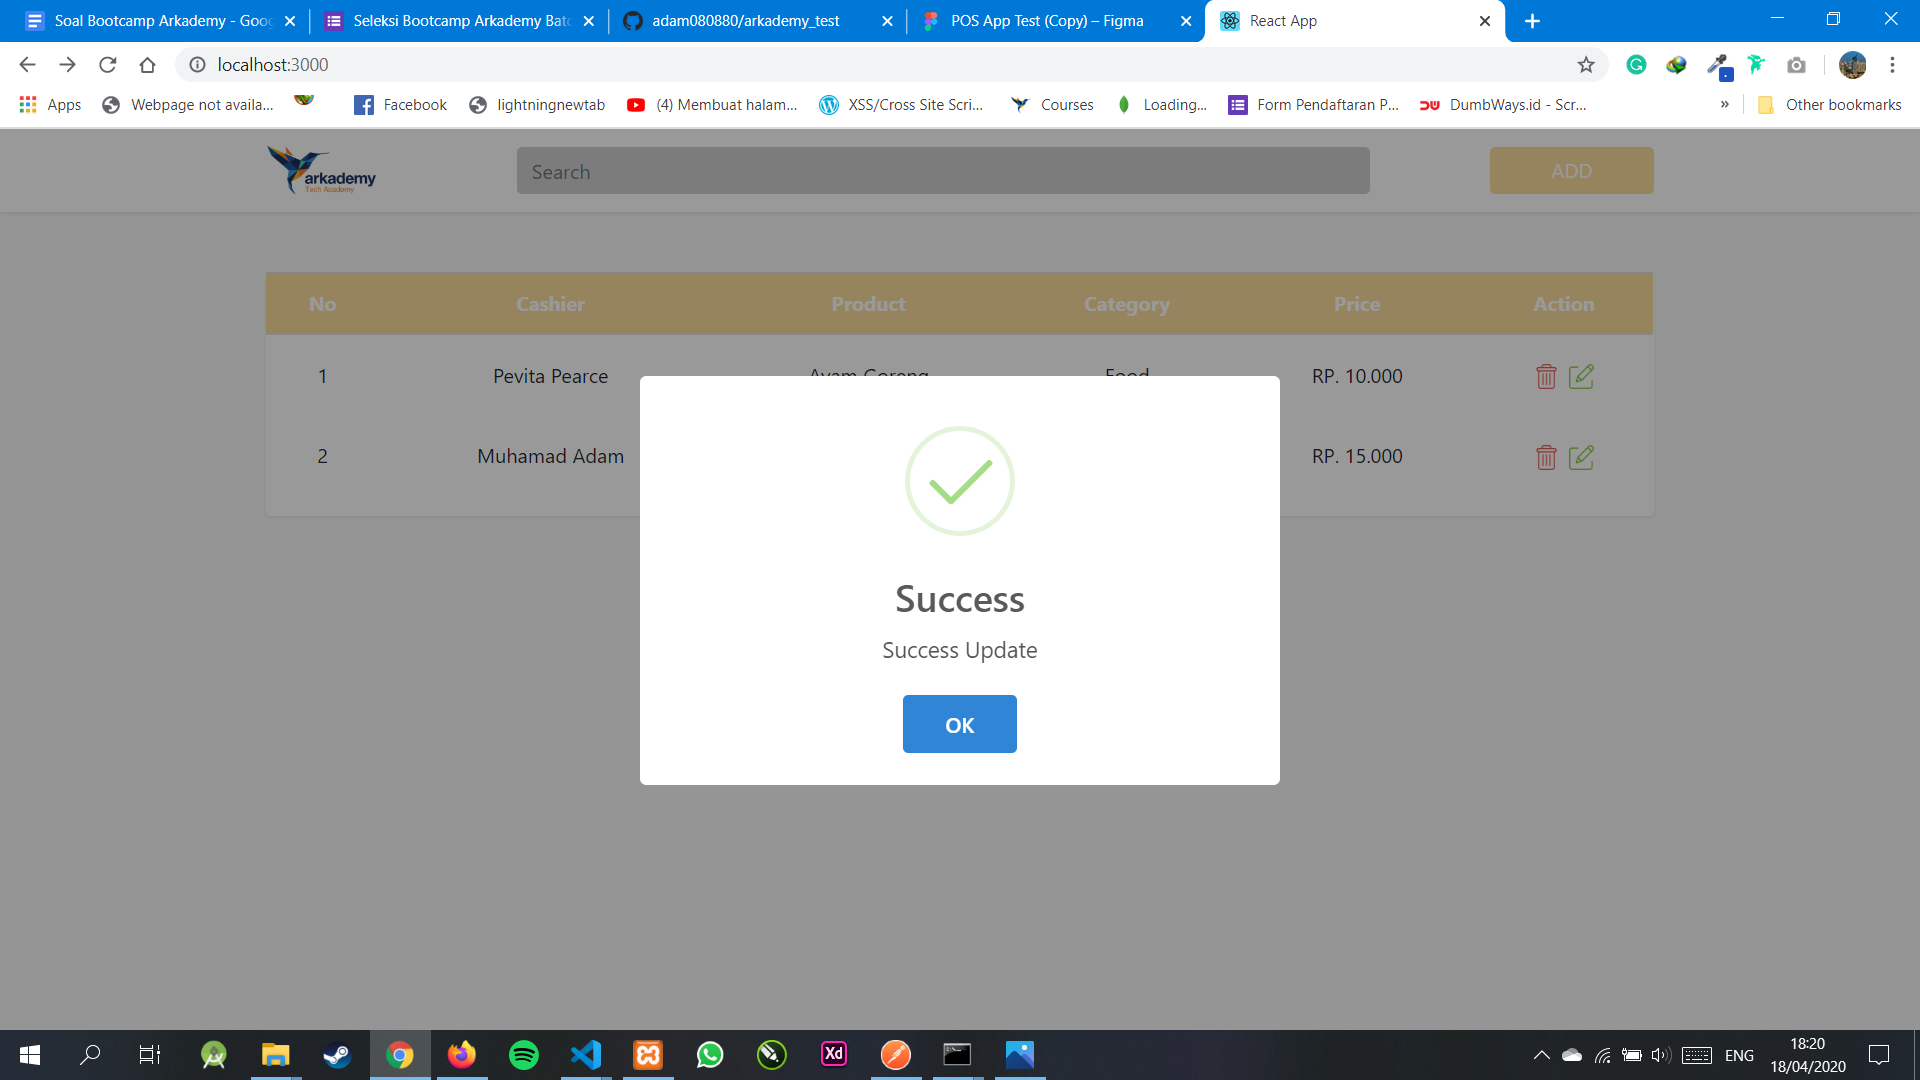 Soal Bootcamp Arkademy - Goo
Seleksi Bootcamp Arkademy Batc
adam080880/arkademy_test
POS App Test (Copy) – Figma
React App
localhost:3000
Apps
Webpage not availa...
Facebook
lightningnewtab
(4) Membuat halam...
XSS/Cross Site Scri...
Courses
Loading...
Form Pendaftaran P...
DumbWays.id - Scr...
»
Other bookmarks
arkademy
Tech Academy
Search
ADD
No Cashier Product Category Price Action
1 Pevita Pearce Ayam Goreng Food RP. 10.000
2 Muhamad Adam RP. 15.000
Success
Success Update
OK
Xd
ENG
18:20
18/04/2020